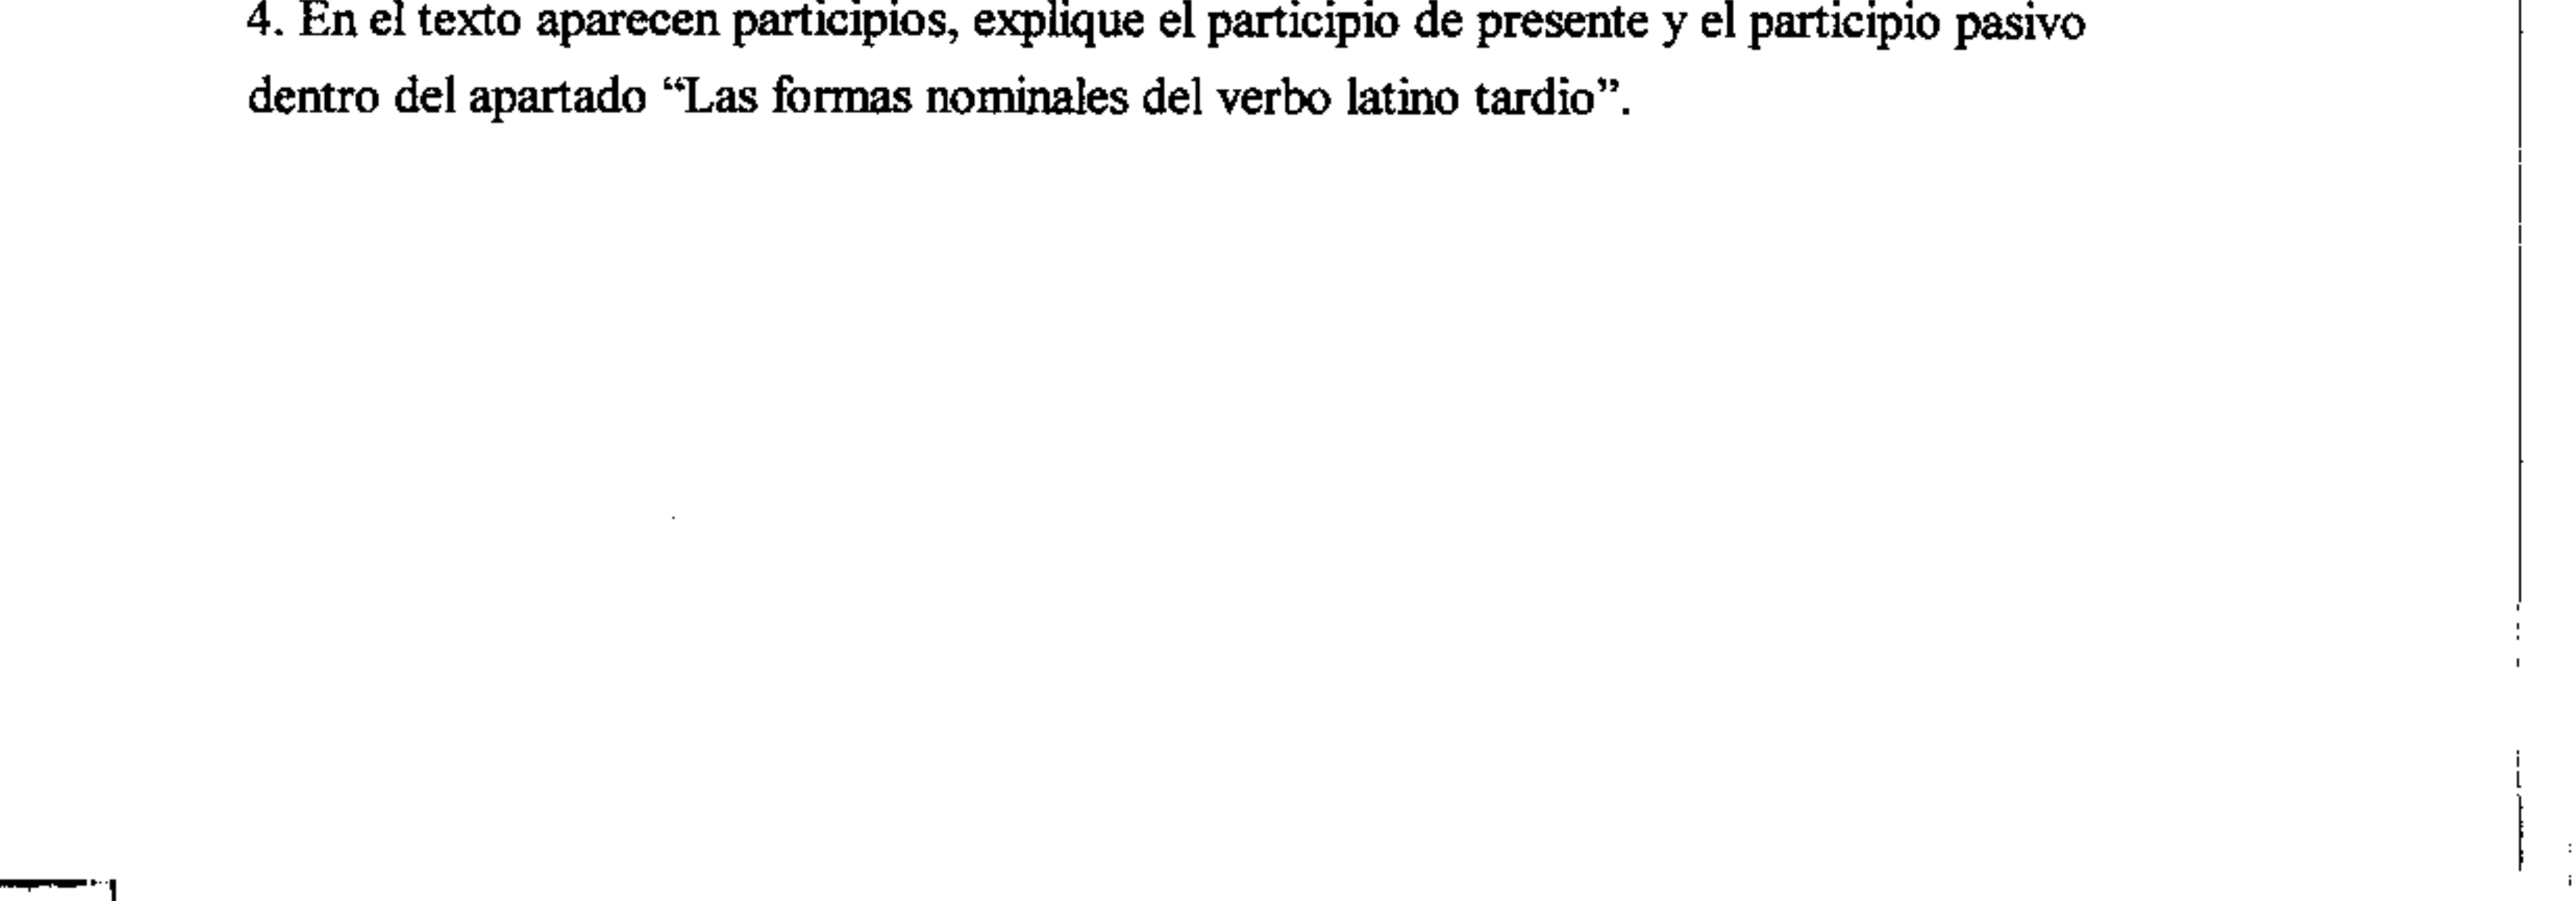 4. En el texto aparecen participios, explique el participio de presente y el participio pasivo
dentro del apartado “Las formas nominales del verbo latino tardio”.